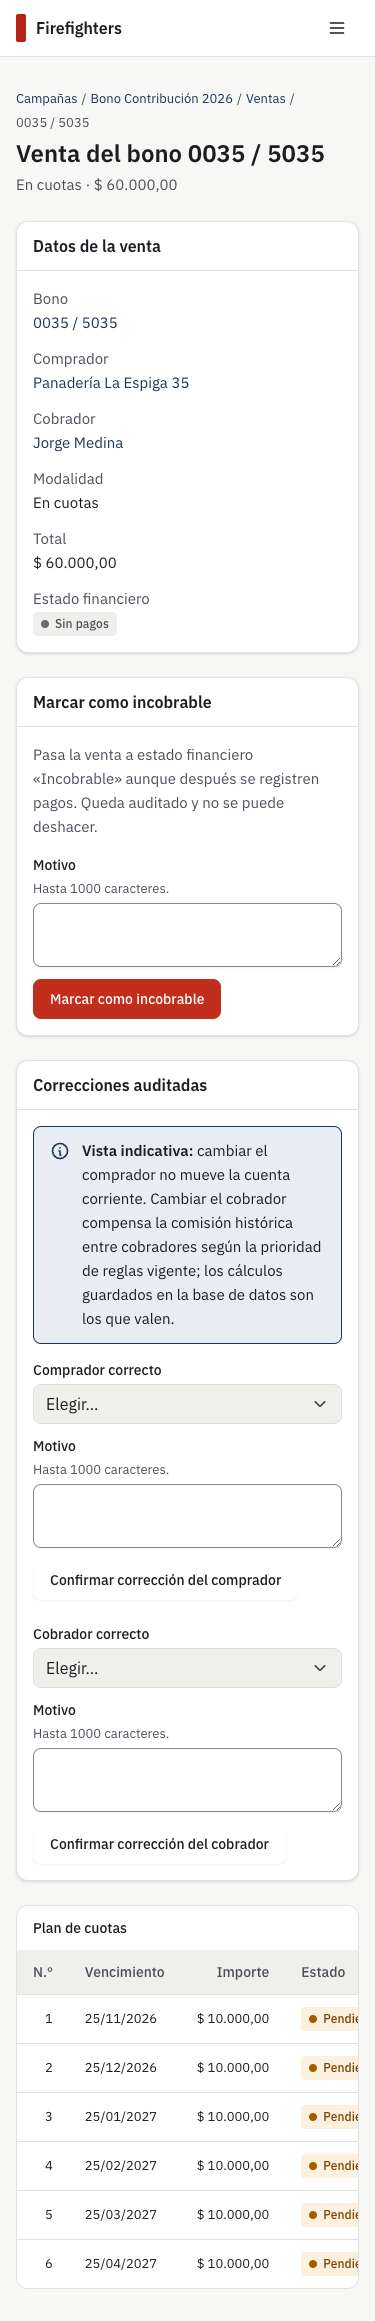 Firefighters
Campañas / Bono Contribución 2026 / Ventas /
0035 / 5035
Venta del bono 0035 / 5035
En cuotas · $ 60.000,00
Datos de la venta
Bono
0035 / 5035
Comprador
Panadería La Espiga 35
Cobrador
Jorge Medina
Modalidad
En cuotas
Total
$ 60.000,00
Estado financiero
Sin pagos
Marcar como incobrable
Pasa la venta a estado financiero
«Incobrable» aunque después se registren
pagos. Queda auditado y no se puede
deshacer.
Motivo
Hasta 1000 caracteres.
Marcar como incobrable
Correcciones auditadas
Vista indicativa: cambiar el
comprador no mueve la cuenta
corriente. Cambiar el cobrador
compensa la comisión histórica
entre cobradores según la prioridad
de reglas vigente; los cálculos
guardados en la base de datos son
los que valen.
Comprador correcto
Elegir...
Motivo
Hasta 1000 caracteres.
Confirmar corrección del comprador
Cobrador correcto
Elegir...
Motivo
Hasta 1000 caracteres.
Confirmar corrección del cobrador
Plan de cuotas
N.º Vencimiento Importe Estado
1 25/11/2026 $ 10.000,00 Pendie
2 25/12/2026 $ 10.000,00 Pendie
3 25/01/2027 $ 10.000,00 Pendie
4 25/02/2027 $ 10.000,00 Pendie
5 25/03/2027 $ 10.000,00 Pendie
6 25/04/2027 $ 10.000,00 Pendie